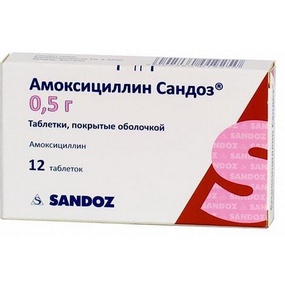 Амоксициллин Сандоз®
0,5 г
Таблетки, покрытые оболочкой
Амоксициллин
12 таблеток
SANDOZ